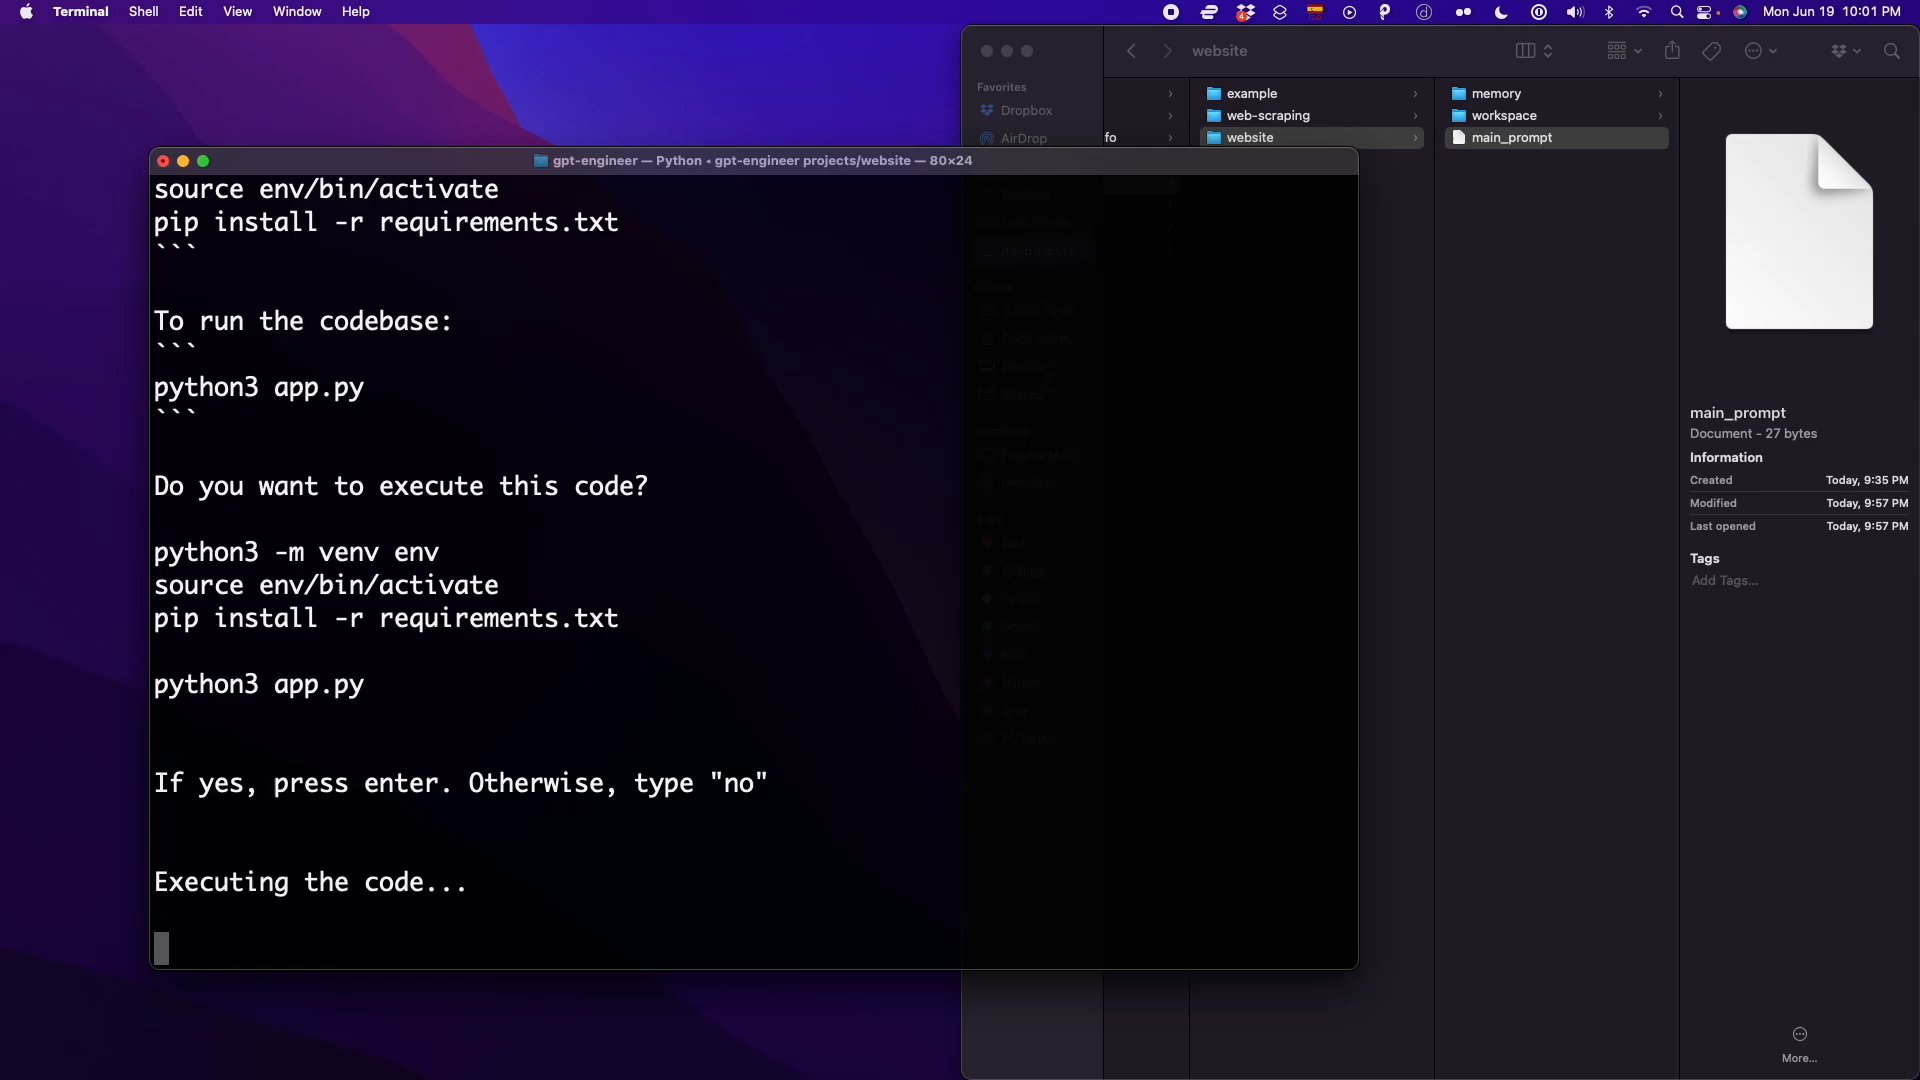 Terminal Shell Edit View Window Help
Mon Jun 19 10:01 PM
website
Favorites
Dropbox
AirDrop
fo
example
web-scraping
website
memory
workspace
main_prompt
gpt-engineer — Python ◂ gpt-engineer projects/website — 80×24
source env/bin/activate
pip install -r requirements.txt
```
To run the codebase:
```
python3 app.py
```
Do you want to execute this code?
python3 -m venv env
source env/bin/activate
pip install -r requirements.txt
python3 app.py
If yes, press enter. Otherwise, type "no"
Executing the code...
my-projects
main_prompt
Document - 27 bytes
Information
Created Today, 9:35 PM
Modified Today, 9:57 PM
Last opened Today, 9:57 PM
Tags
Add Tags...
More...